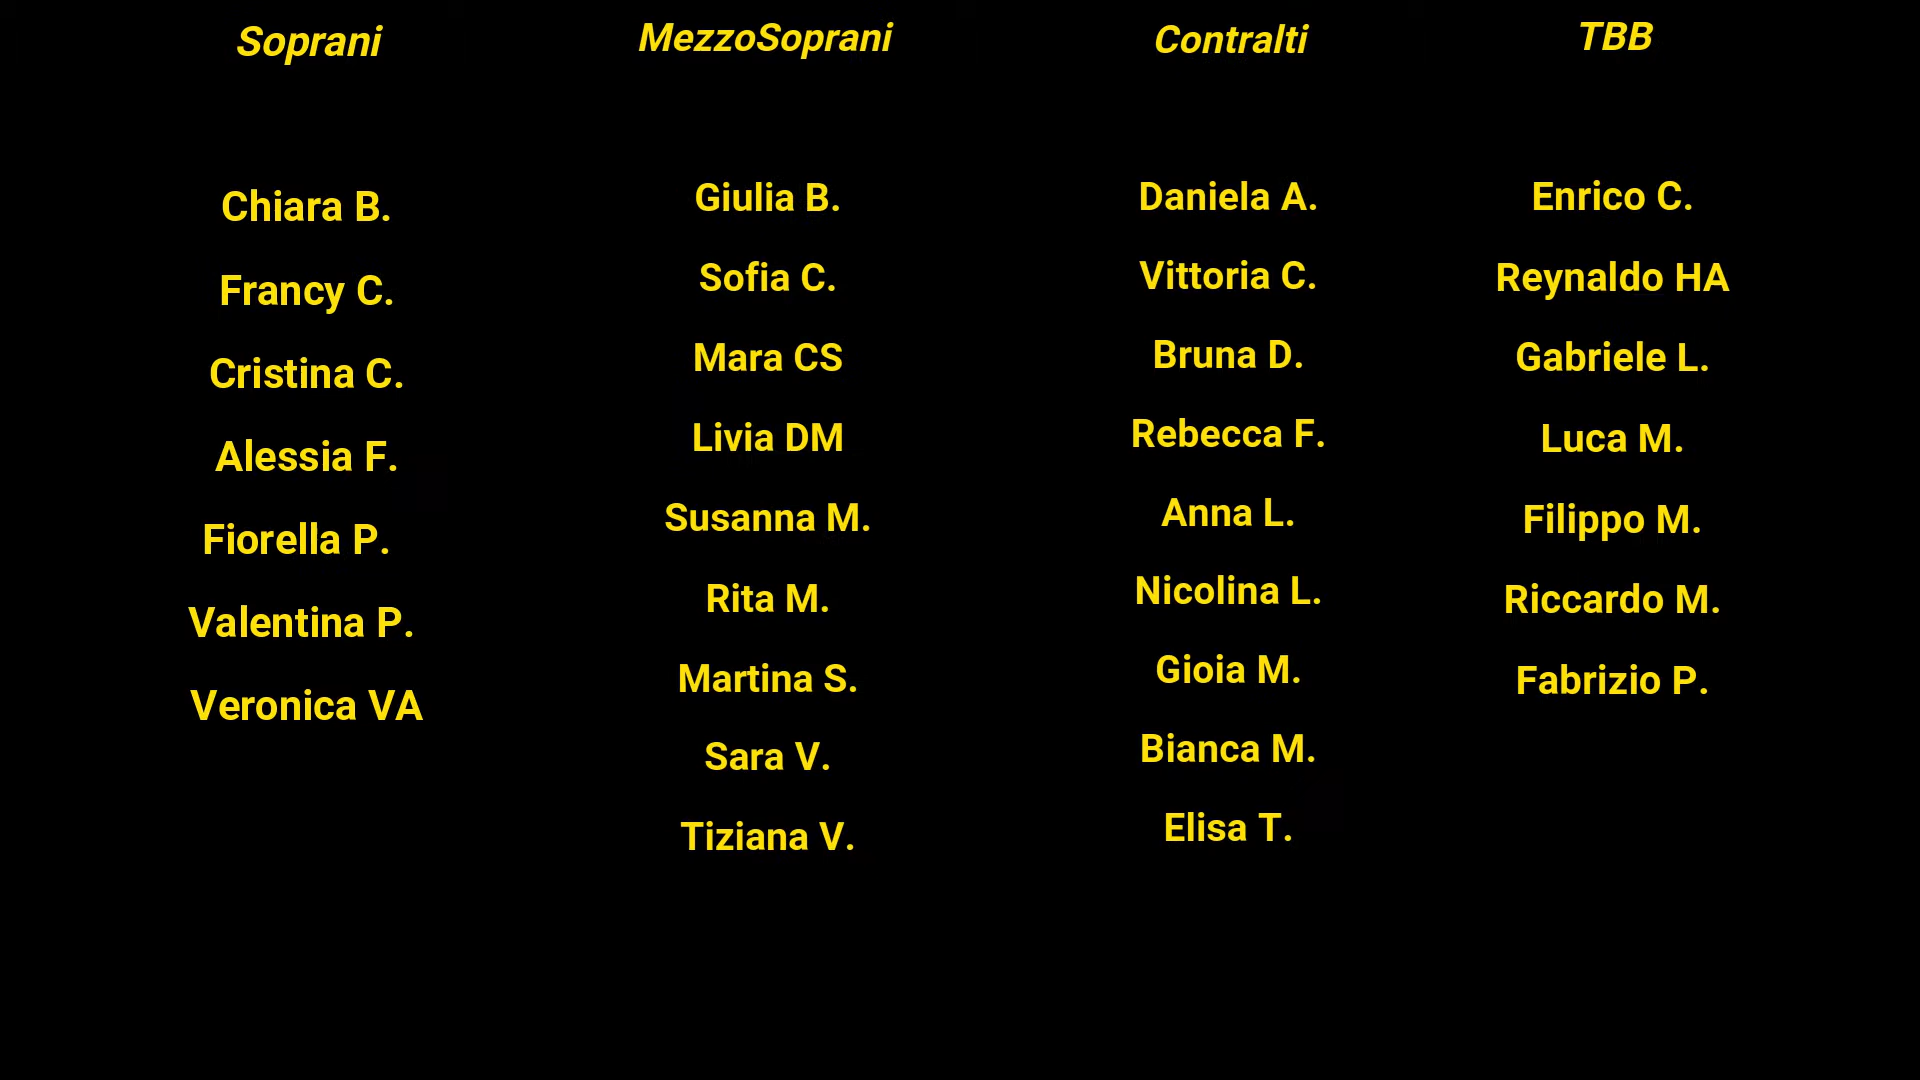 Soprani
Chiara B.
Francy C.
Cristina C.
Alessia F.
Fiorella P.
Valentina P.
Veronica VA
MezzoSoprani
Giulia B.
Sofia C.
Mara CS
Livia DM
Susanna M.
Rita M.
Martina S.
Sara V.
Tiziana V.
Contralti
Daniela A.
Vittoria C.
Bruna D.
Rebecca F.
Anna L.
Nicolina L.
Gioia M.
Bianca M.
Elisa T.
TBB
Enrico C.
Reynaldo HA
Gabriele L.
Luca M.
Filippo M.
Riccardo M.
Fabrizio P.